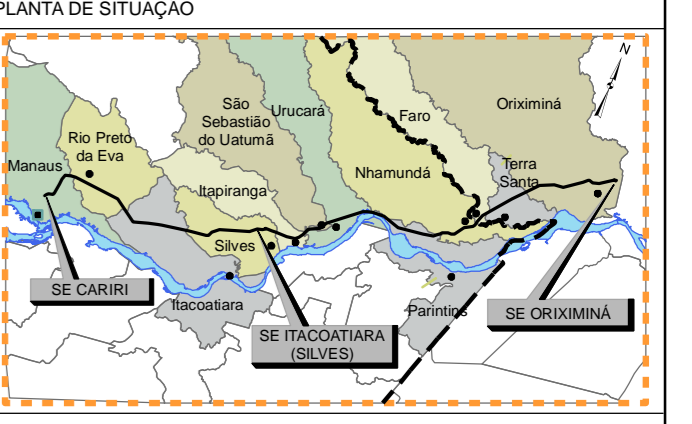 PLANTA DE SITUAÇÃO
N
São
Sebastião
do Uatumã
Urucará
Faro
Oriximiná
Rio Preto
da Eva
Manaus
Nhamundá
Terra
Santa
Itapiranga
Silves
SE CARIRI
Itacoatiara
Parintins
SE ORIXIMINÁ
SE ITACOATIARA
(SILVES)